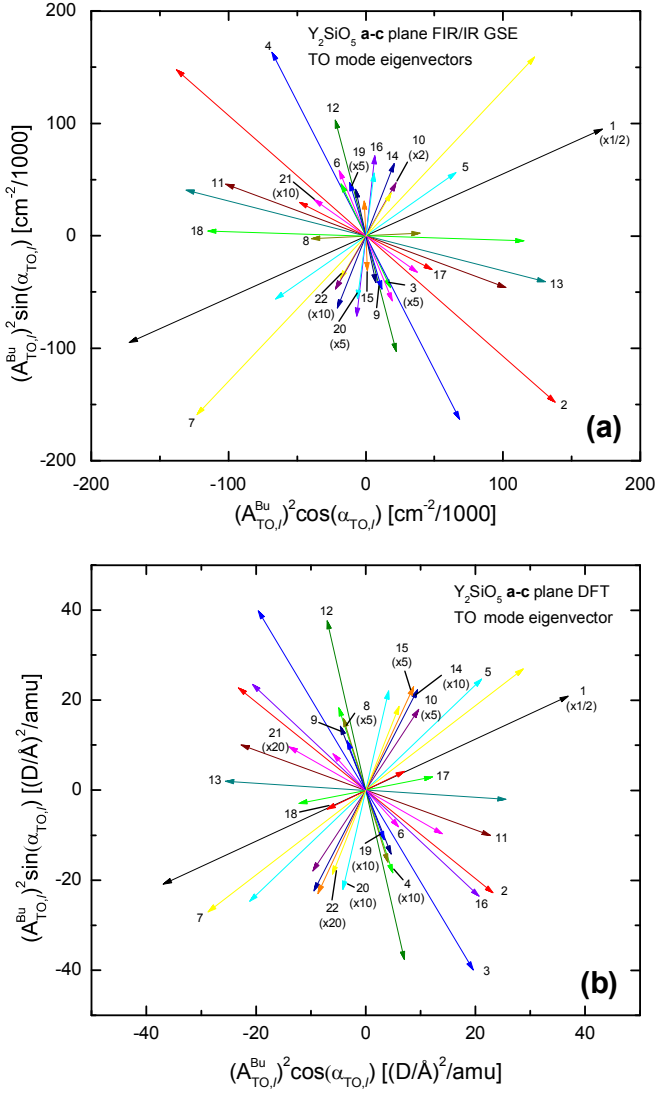 Y₂SiO₅ a-c plane FIR/IR GSE
TO mode eigenvectors
200
100
0
-100
-200
-200 -100 0 100 200
(A^Bu_TO,l)²sin(α_TO,l) [cm⁻²/1000]
(A^Bu_TO,l)²cos(α_TO,l) [cm⁻²/1000]
4
12
6
19
(x5)
16
10
(x2)
14
5
1
(x1/2)
11
21
(x10)
18
8
17
13
3
(x5)
22
(x10)
20
(x5)
15
9
7
2
(a)
Y₂SiO₅ a-c plane DFT
TO mode eigenvector
40
20
0
-20
-40
-40 -20 0 20 40
(A^Bu_TO,l)²sin(α_TO,l) [(D/Å)²/amu]
(A^Bu_TO,l)²cos(α_TO,l) [(D/Å)²/amu]
12
15
(x5)
14
(x10)
5
10
(x5)
1
(x1/2)
8
(x5)
9
21
(x20)
13
17
18
6
11
19
(x10)
4
(x10)
2
16
20
(x10)
22
(x20)
7
3
(b)